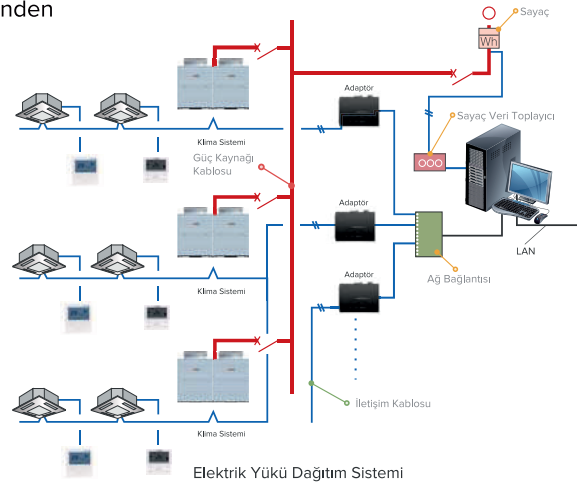 nden
Sayaç
Wh
Adaptör
Sayaç Veri Toplayıcı
Klima Sistemi
Güç Kaynağı
Kablosu
Adaptör
LAN
Ağ Bağlantısı
Adaptör
Klima Sistemi
İletişim Kablosu
Klima Sistemi
Elektrik Yükü Dağıtım Sistemi